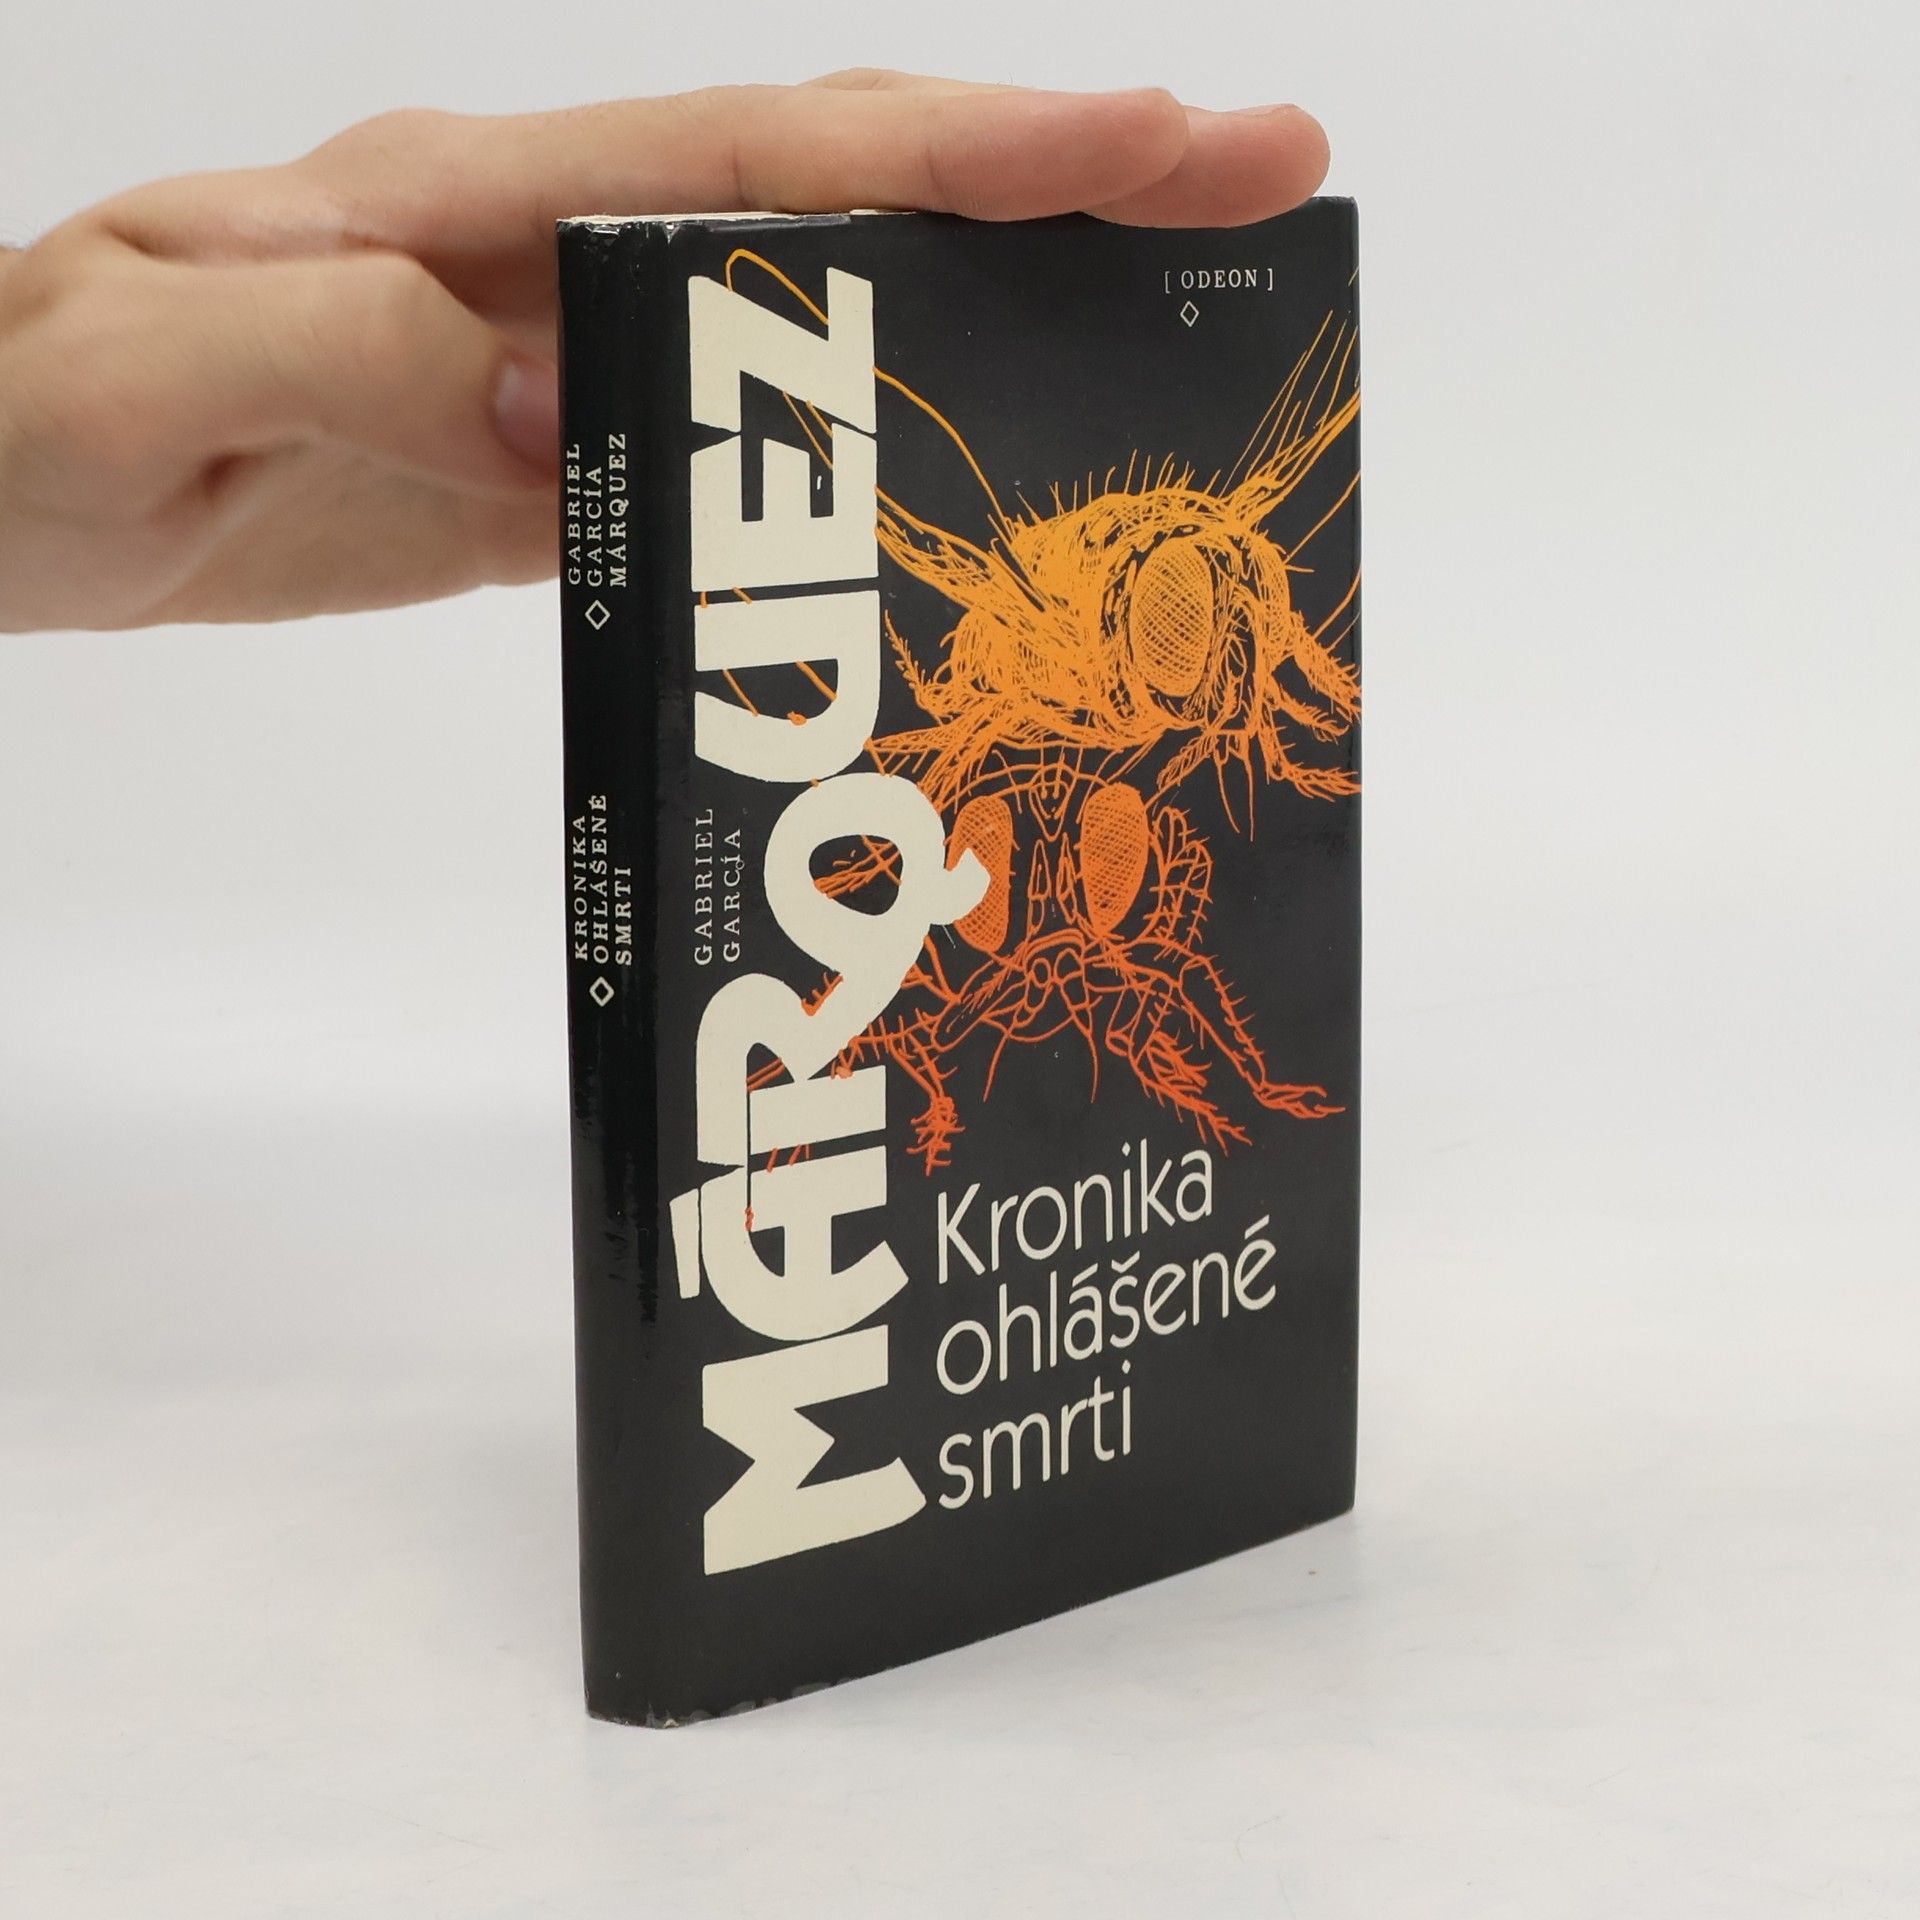 GABRIEL
GARCÍA
MÁRQUEZ
KRONIKA
OHLÁŠENÉ
SMRTI
[ ODEON ]
GABRIEL
GARCÍA
MÁRQUEZ
Kronika
ohlášené
smrti